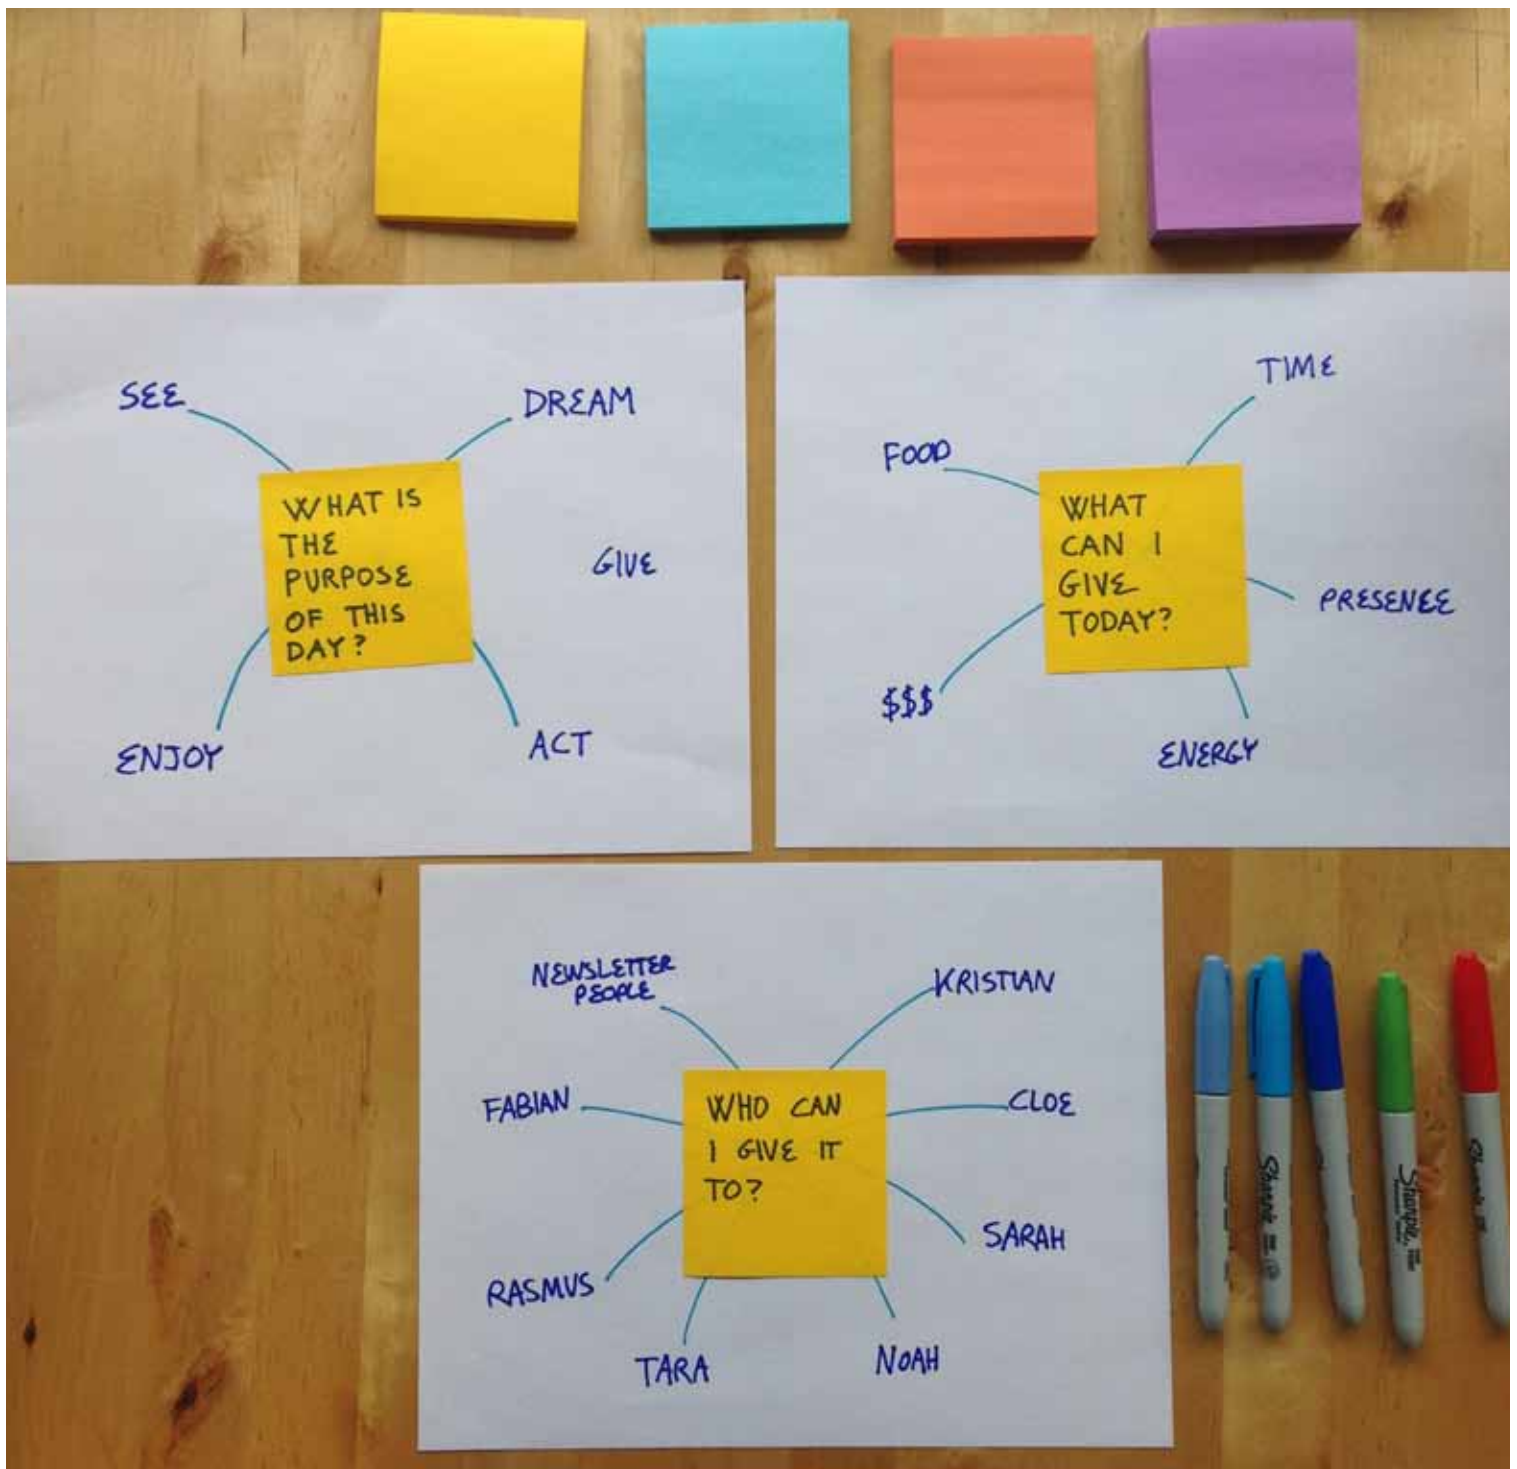 SEE
DREAM
WHAT IS
THE
PURPOSE
OF THIS
DAY?
GIVE
ENJOY
ACT
TIME
FOOD
WHAT
CAN I
GIVE
TODAY?
PRESENCE
$$$
ENERGY
NEWSLETTER
PEOPLE
KRISTIAN
FABIAN
CLOE
WHO CAN
I GIVE IT
TO?
SARAH
RASMUS
TARA
NOAH
Sharpie
Sharpie
Sharpie